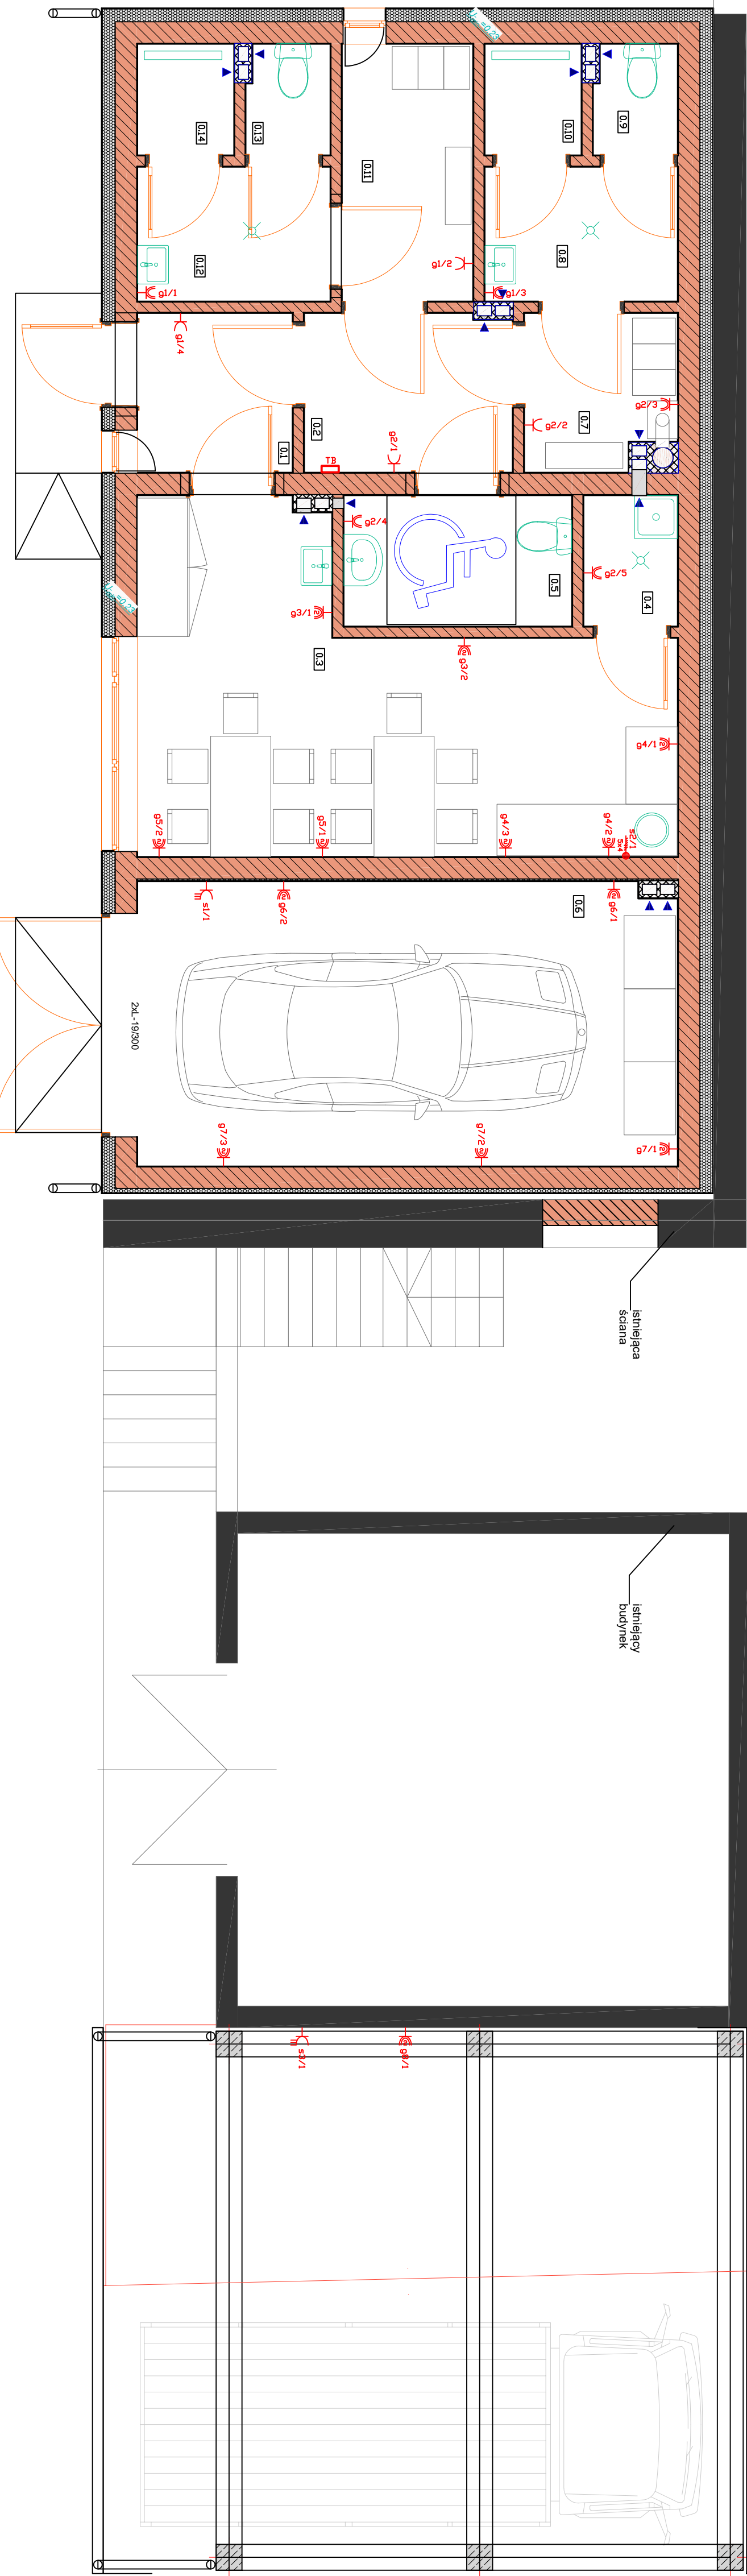 0.14
0.13
0.10
0.9
0.11
0.12
0.8
g1/1
g1/2
g1/3
g1/4
0.1
0.2
TB
g2/1
g2/2
0.7
g2/3
g2/4
g2/5
0.5
0.4
g3/1
0.3
g3/2
g4/1
g5/2
g5/1
g4/3
g4/2
s2/1
5x4
s1/1
g6/2
g6/1
0.6
2xL-19/300
g7/3
g7/2
g7/1
istniejąca
ściana
istniejący
budynek
s3/1
g8/1